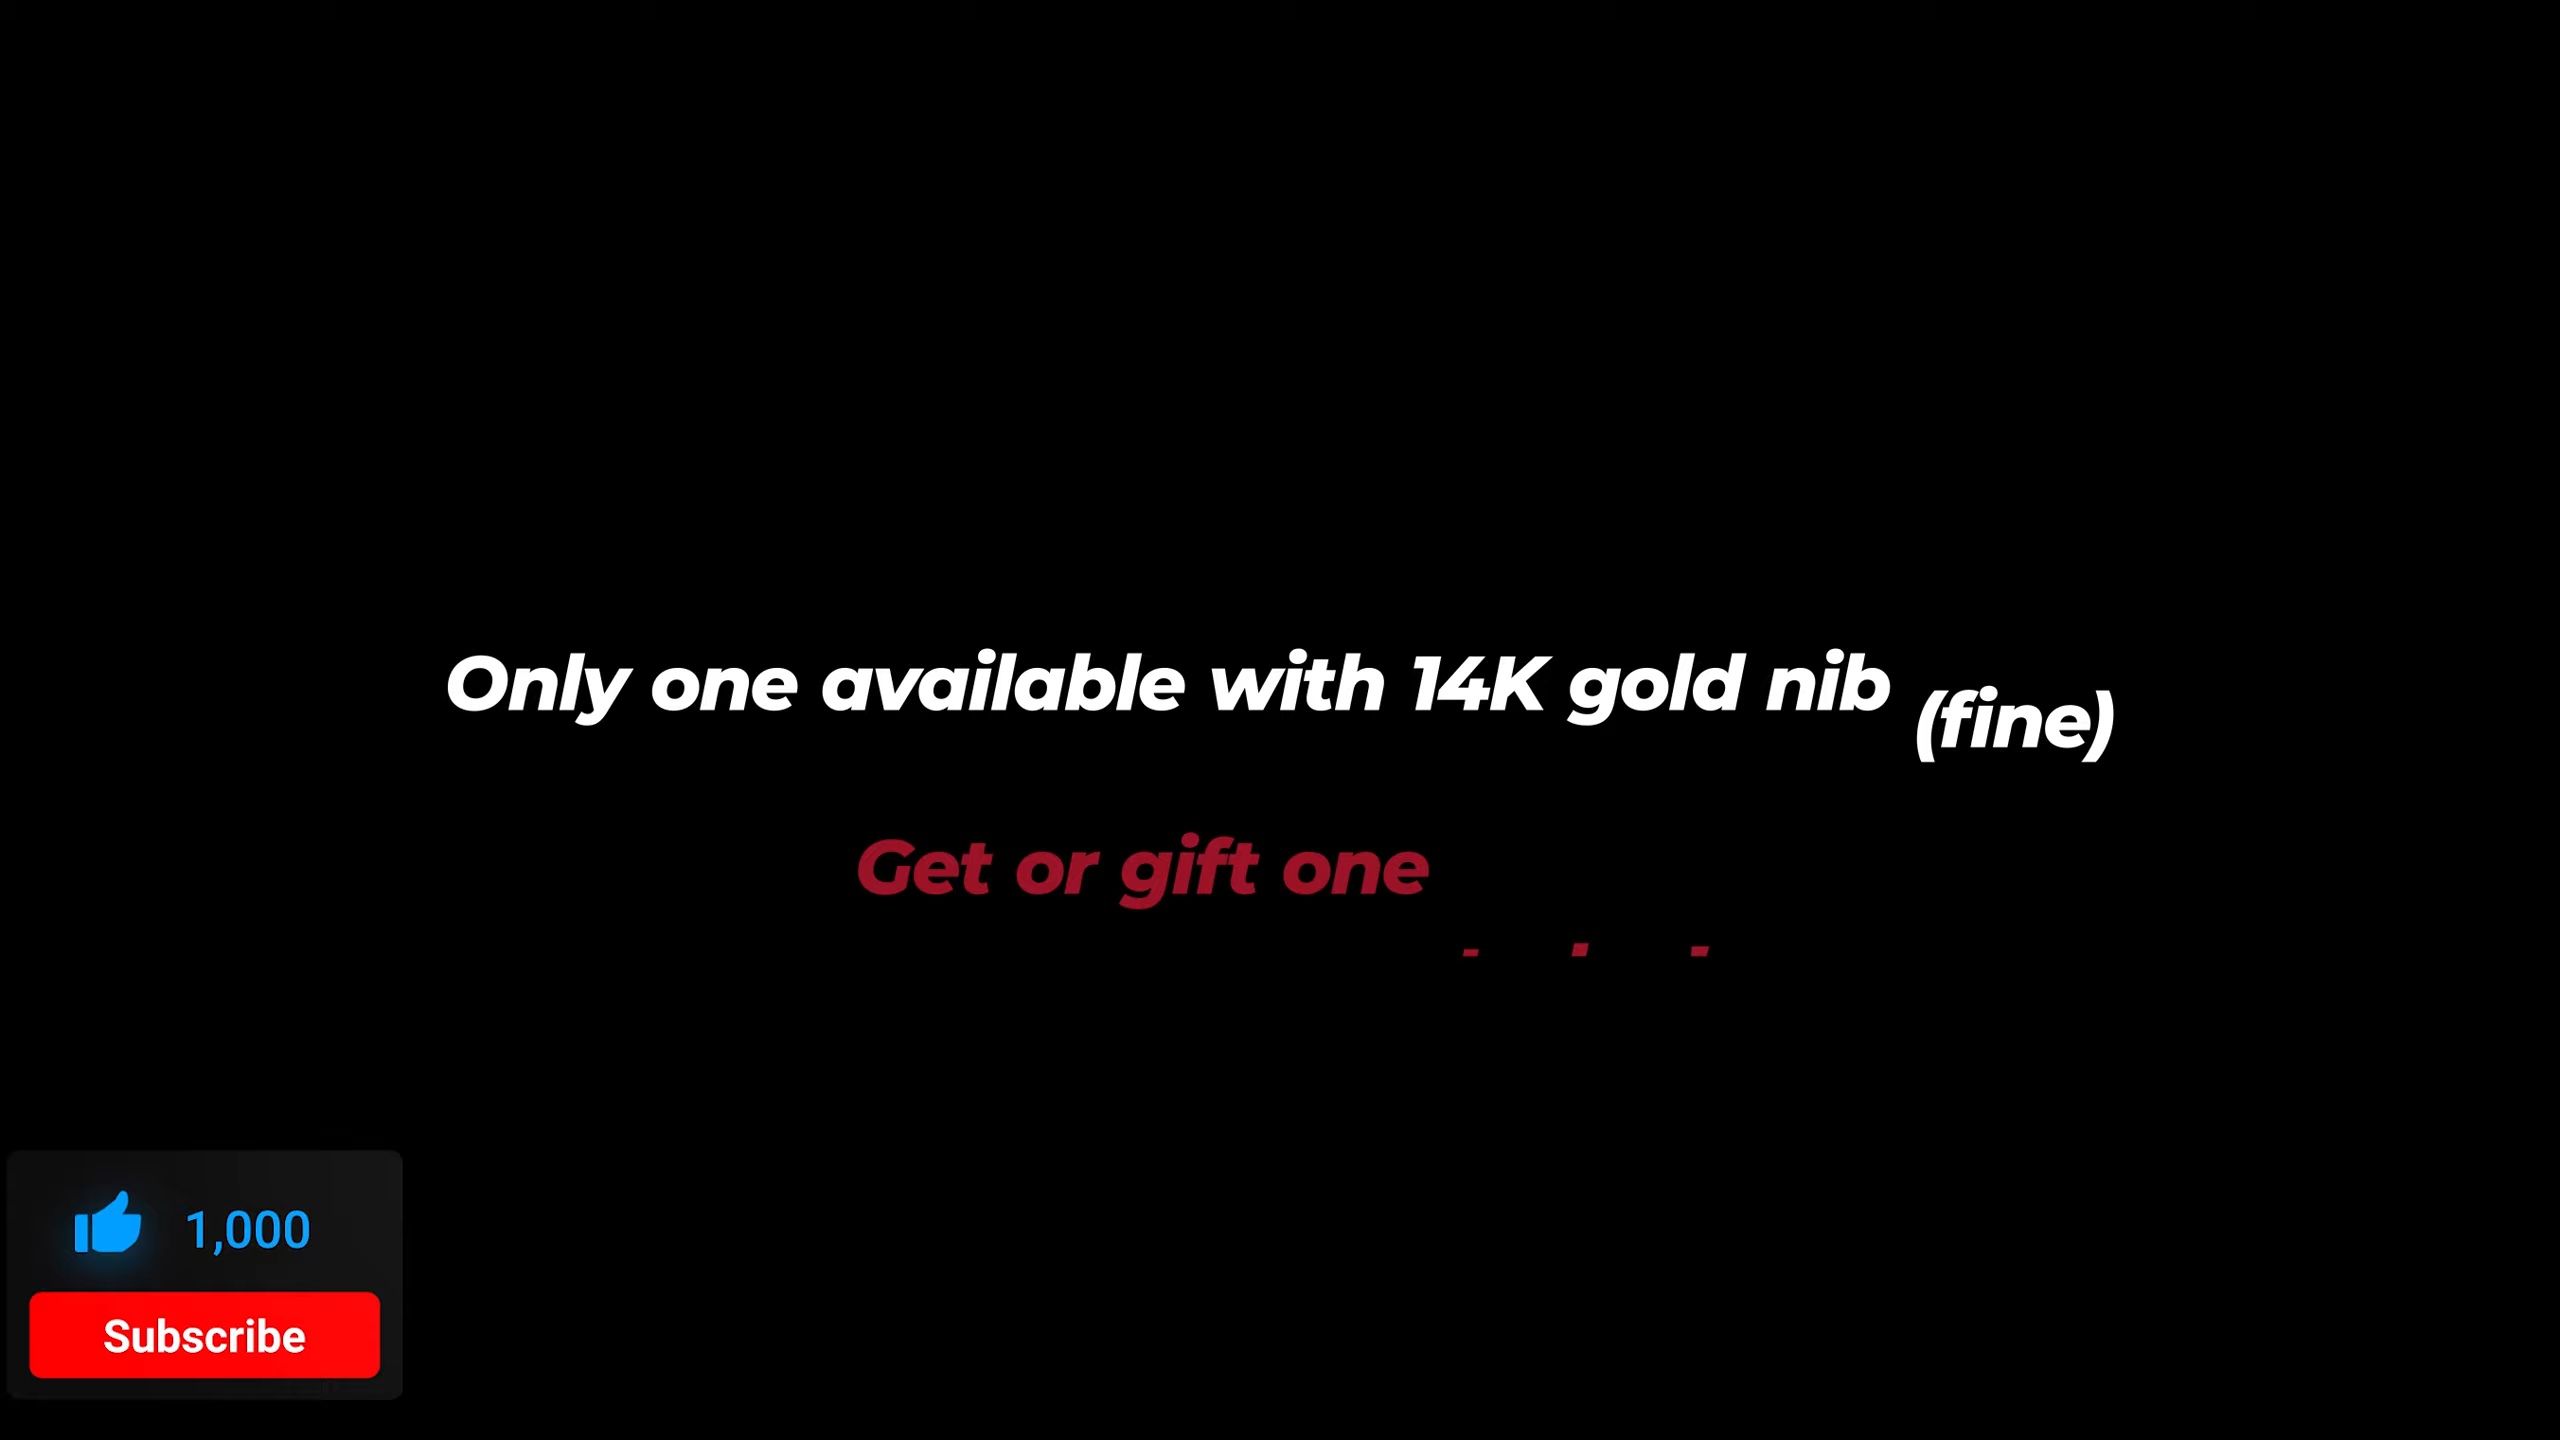 Only one available with 14K gold nib (fine)
Get or gift one
1,000
Subscribe